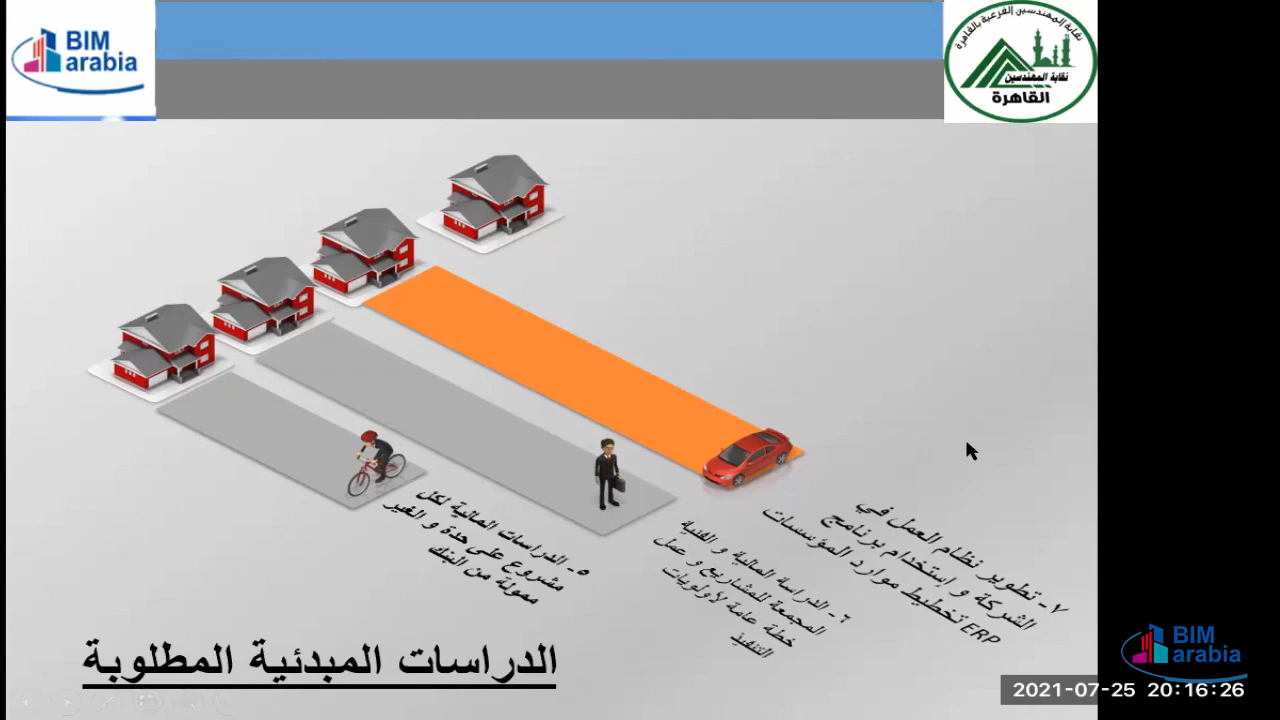 BIM
arabia
نقابة المهندسين الفرعية بالقاهرة
نقابة المهندسين
القاهرة
٥- الدراسات المالية لكل
مشروع على حدة و الغير
ممولة من البنك
٦- الدراسة المالية و الفنية
المجمعة للمشاريع و عمل
خطة عامة لأولويات
التنفيذ
٧- تطوير نظام العمل في
الشركة و إستخدام برنامج
ERP تخطيط موارد المؤسسات
الدراسات المبدئية المطلوبة
BIM
arabia
2021-07-25 20:16:26